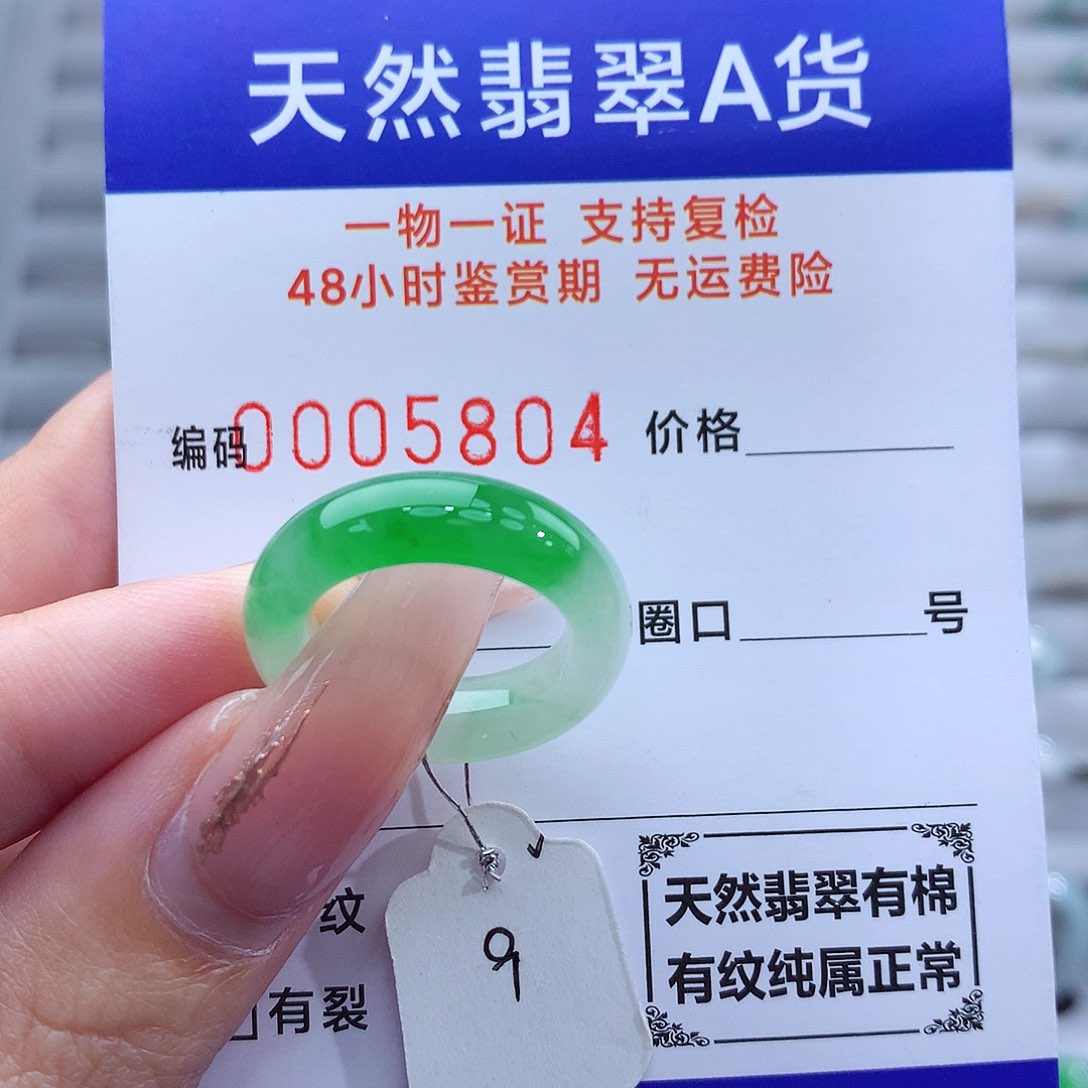 天然翡翠A货
一物一证 支持复检
48小时鉴赏期 无运费险
编码0005804 价格
圈口 号
纹
有裂
9
天然翡翠有棉
有纹纯属正常